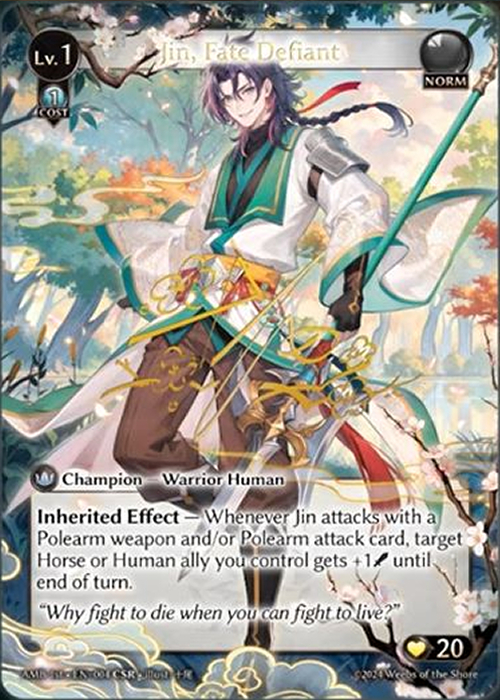 Lv. 1
Jin, Fate Defiant
NORM
1
COST
Champion — Warrior Human
Inherited Effect — Whenever Jin attacks with a
Polearm weapon and/or Polearm attack card, target
Horse or Human ally you control gets +1 until
end of turn.
"Why fight to die when you can fight to live?"
20
CSR
©2024 Weebs of the Shore